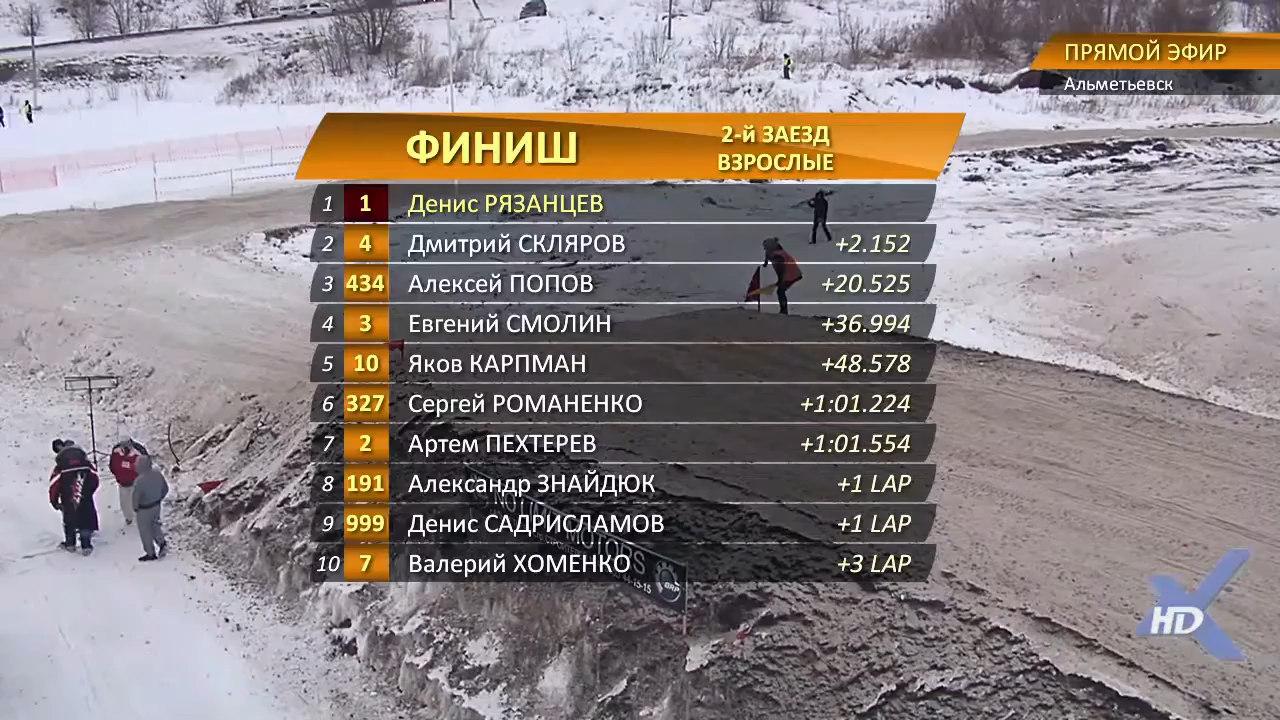 ПРЯМОЙ ЭФИР
Альметьевск
ФИНИШ
2-й ЗАЕЗД
ВЗРОСЛЫЕ
1 1 Денис РЯЗАНЦЕВ
2 4 Дмитрий СКЛЯРОВ +2.152
3 434 Алексей ПОПОВ +20.525
4 3 Евгений СМОЛИН +36.994
5 10 Яков КАРПМАН +48.578
6 327 Сергей РОМАНЕНКО +1:01.224
7 2 Артем ПЕХТЕРЕВ +1:01.554
8 191 Александр ЗНАЙДЮК +1 LAP
9 999 Денис САДРИСЛАМОВ +1 LAP
10 7 Валерий ХОМЕНКО +3 LAP
MOTORS
BRP
HD